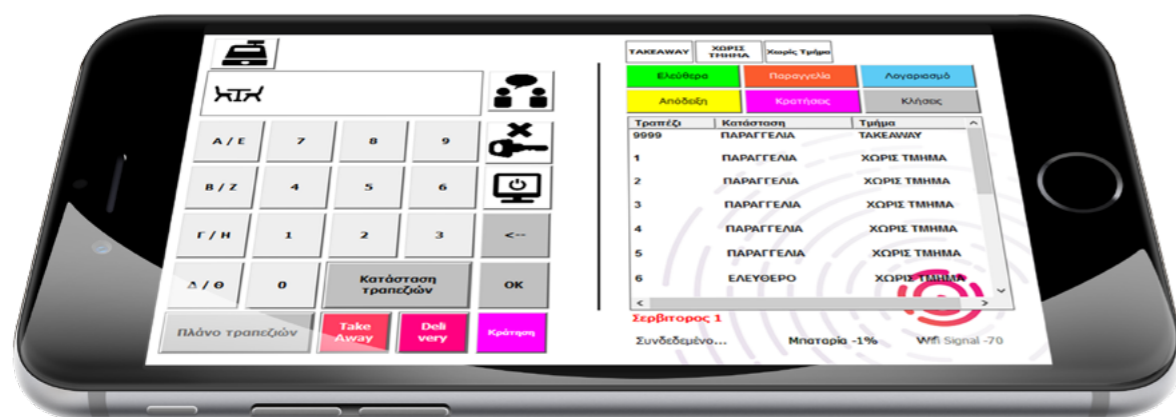 A / E
7
8
9
B / Z
4
5
6
Γ / Η
1
2
3
<--
Δ / Θ
0
Κατάσταση
τραπεζιών
OK
Πλάνο τραπεζιών
Take
Away
Deli
very
Κράτηση
TAKEAWAY
ΧΩΡΙΣ
ΤΜΗΜΑ
Χωρίς Τμήμα
Ελεύθερα
Παραγγελία
Λογαριασμό
Απόδειξη
Κρατήσεις
Κλήσεις
Τραπέζι Κατάσταση Τμήμα
9999 ΠΑΡΑΓΓΕΛΙΑ TAKEAWAY
1 ΠΑΡΑΓΓΕΛΙΑ ΧΩΡΙΣ ΤΜΗΜΑ
2 ΠΑΡΑΓΓΕΛΙΑ ΧΩΡΙΣ ΤΜΗΜΑ
3 ΠΑΡΑΓΓΕΛΙΑ ΧΩΡΙΣ ΤΜΗΜΑ
4 ΠΑΡΑΓΓΕΛΙΑ ΧΩΡΙΣ ΤΜΗΜΑ
5 ΠΑΡΑΓΓΕΛΙΑ ΧΩΡΙΣ ΤΜΗΜΑ
6 ΕΛΕΥΘΕΡΟ ΧΩΡΙΣ ΤΜΗΜΑ
Σερβιτορος 1
Συνδεδεμένο... Μπαταρία -1% Wifi Signal -70